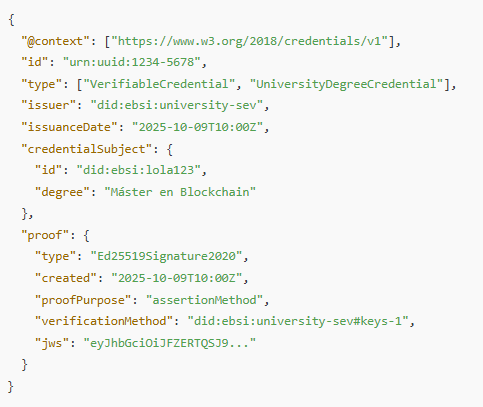 {
  "@context": ["https://www.w3.org/2018/credentials/v1"],
  "id": "urn:uuid:1234-5678",
  "type": ["VerifiableCredential", "UniversityDegreeCredential"],
  "issuer": "did:ebsi:university-sev",
  "issuanceDate": "2025-10-09T10:00Z",
  "credentialSubject": {
    "id": "did:ebsi:lola123",
    "degree": "Máster en Blockchain"
  },
  "proof": {
    "type": "Ed25519Signature2020",
    "created": "2025-10-09T10:00Z",
    "proofPurpose": "assertionMethod",
    "verificationMethod": "did:ebsi:university-sev#keys-1",
    "jws": "eyJhbGciOiJFZERTQSJ9..."
  }
}